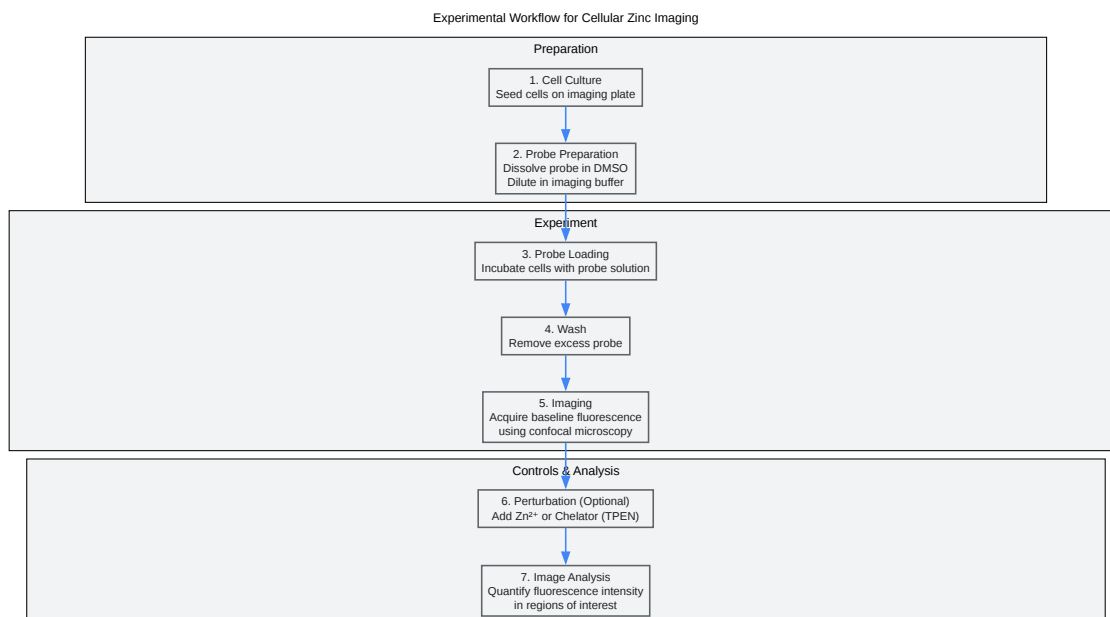 Experimental Workflow for Cellular Zinc Imaging
Preparation
1. Cell Culture
Seed cells on imaging plate
2. Probe Preparation
Dissolve probe in DMSO
Dilute in imaging buffer
Experiment
3. Probe Loading
Incubate cells with probe solution
4. Wash
Remove excess probe
5. Imaging
Acquire baseline fluorescence
using confocal microscopy
Controls & Analysis
6. Perturbation (Optional)
Add Zn²⁺ or Chelator (TPEN)
7. Image Analysis
Quantify fluorescence intensity
in regions of interest